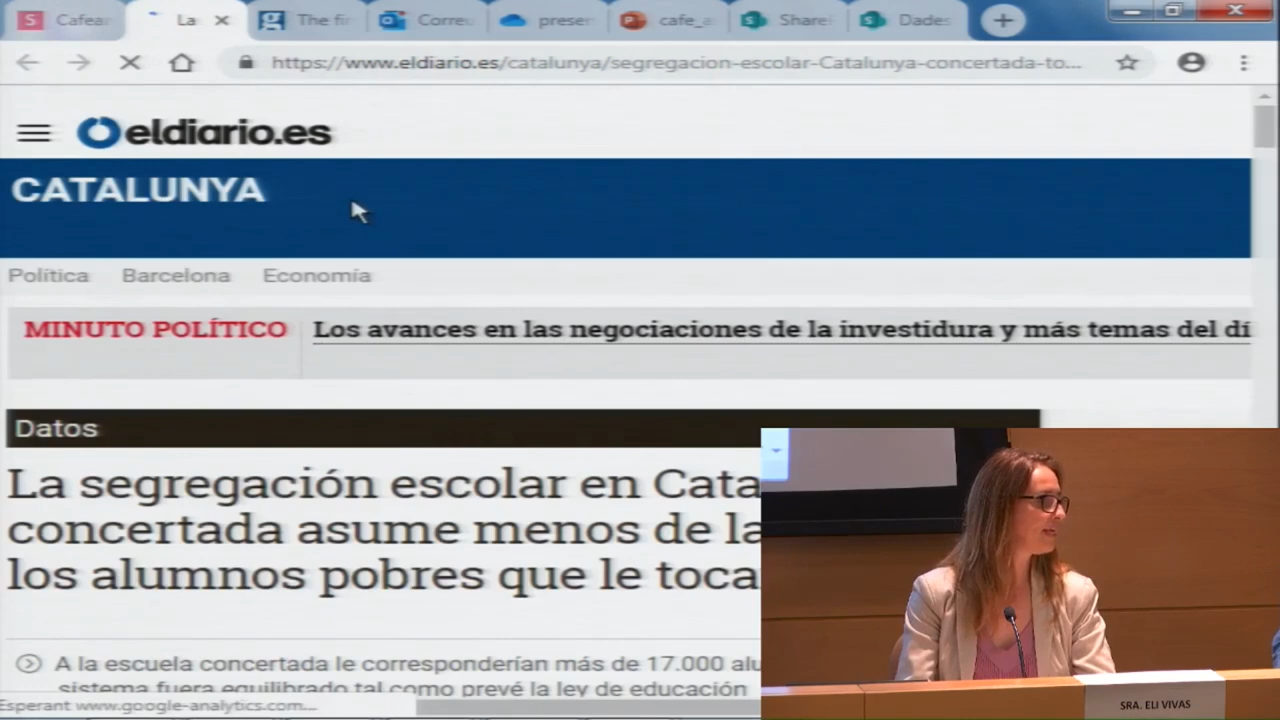 Cafear
La
The fir
Correu
preser
cafe_a
Share
Dades
https://www.eldiario.es/catalunya/segregacion-escolar-Catalunya-concertada-to...
eldiario.es
CATALUNYA
Política Barcelona Economía
MINUTO POLÍTICO Los avances en las negociaciones de la investidura y más temas del dí
Datos
La segregación escolar en Cata
concertada asume menos de la
los alumnos pobres que le toca
A la escuela concertada le corresponderían más de 17.000 alu
sistema fuera equilibrado tal como prevé la ley de educación
Esperant www.google-analytics.com...
SRA. ELI VIVAS